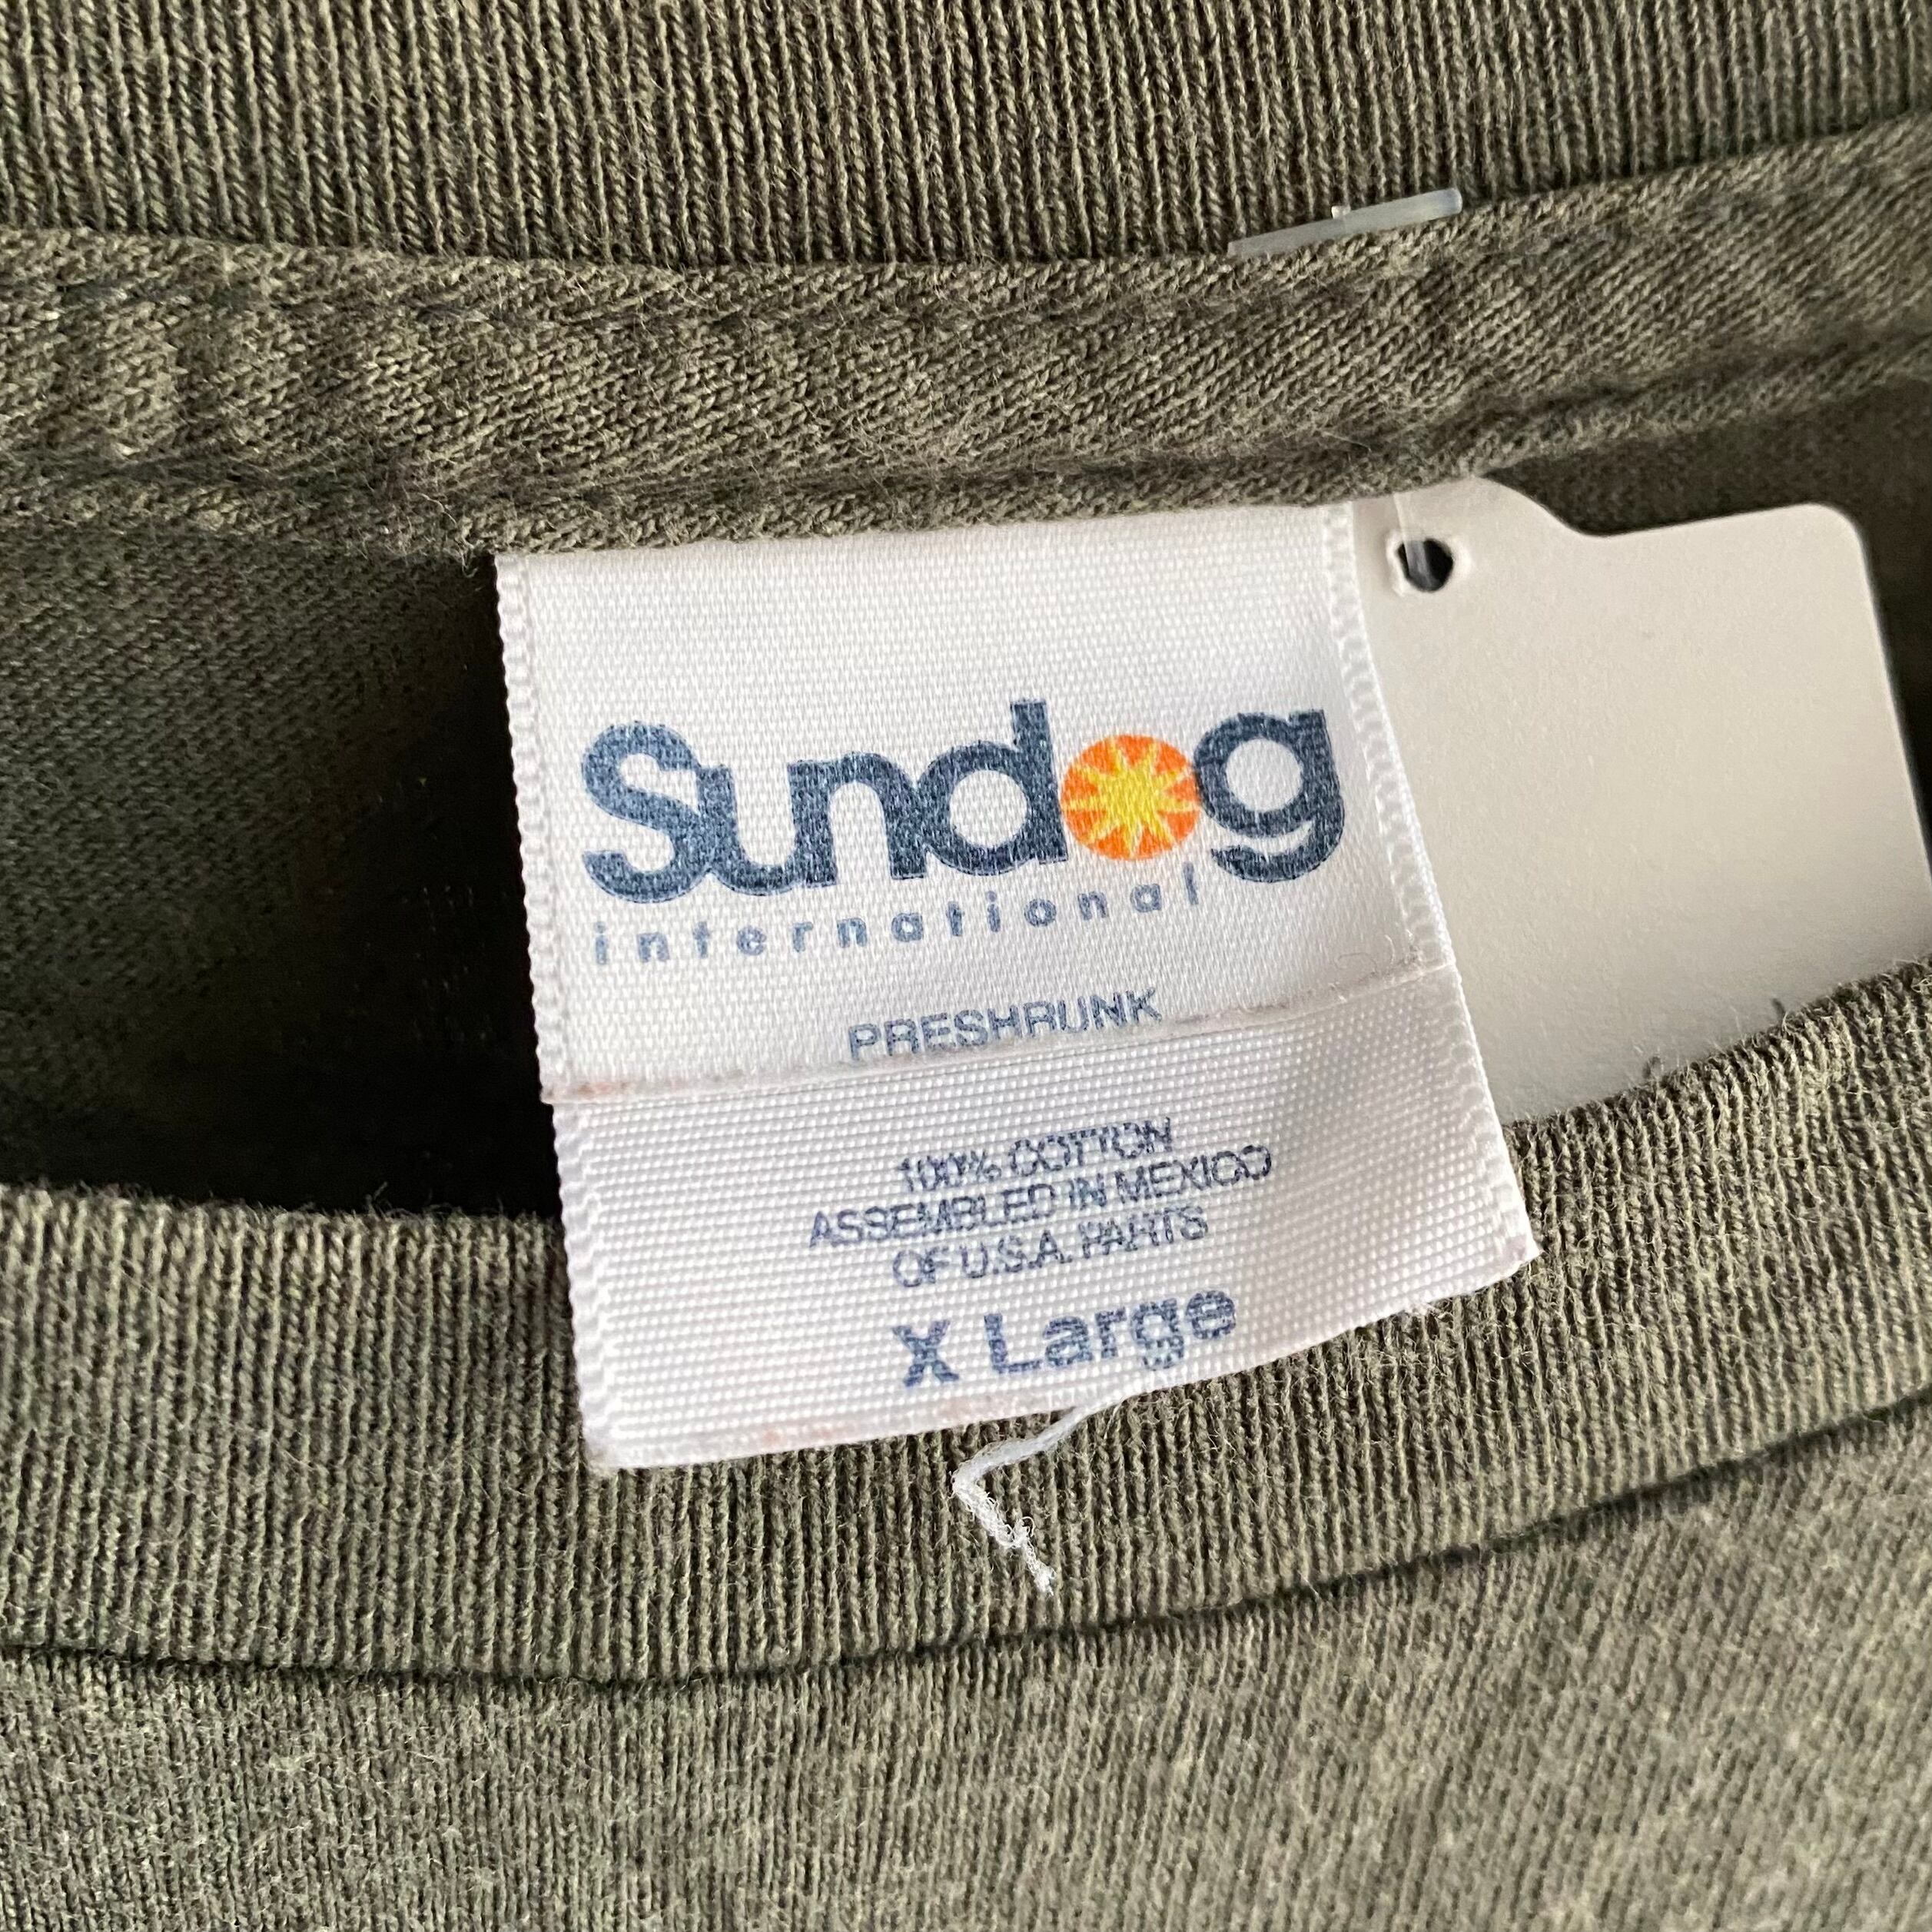 Sundog
international
PRESHRUNK
100% COTTON
ASSEMBLED IN MEXICO
OF U.S.A. PARTS
X Large